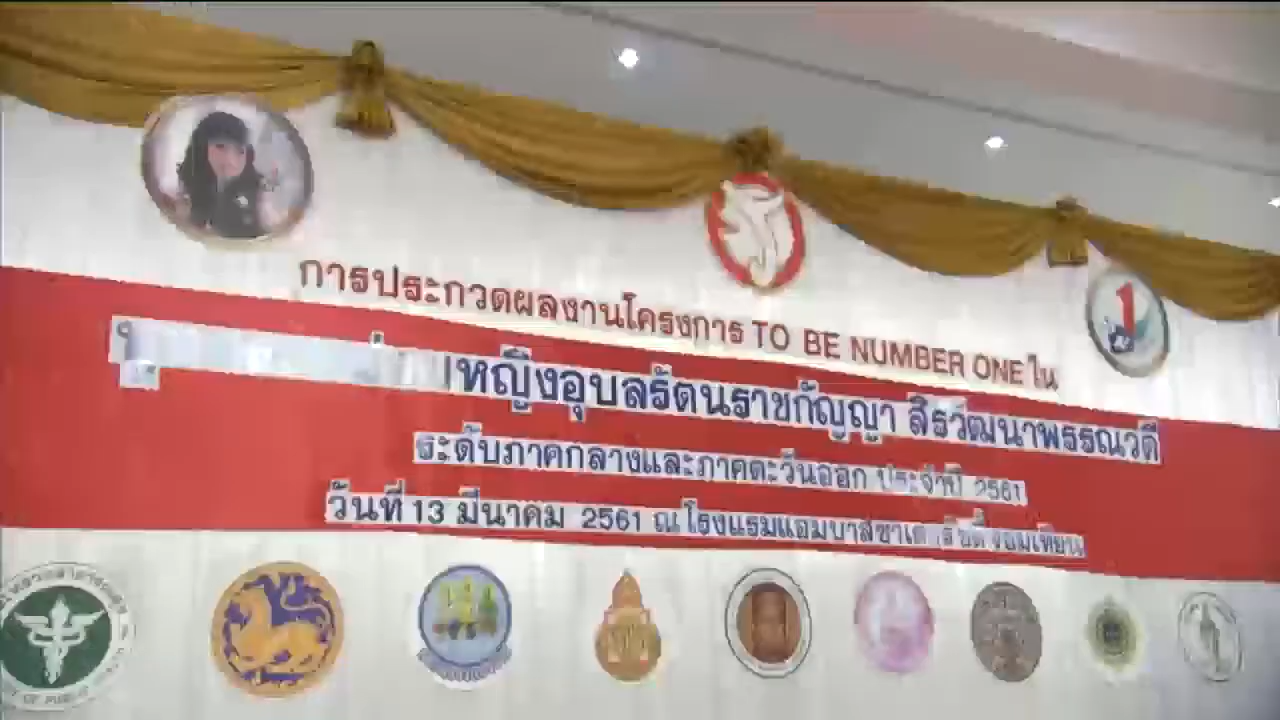 การประกวดผลงานโครงการ TO BE NUMBER ONE ใน
หญิงอุบลรัตนราชกัญญา สิริวัฒนาพรรณวดี
ระดับภาคกลางและภาคตะวันออก ประจำปี 2561
วันที่ 13 มีนาคม 2561 ณ โรงแรมแอมบาสซาเดอร์ซิตี้ จอมเทียน
1